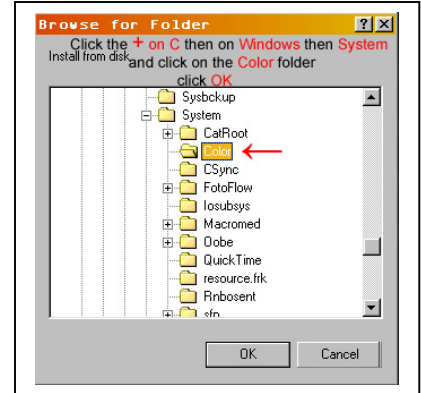 Browse for Folder
Click the + on C then on Windows then System
Install from disk
and click on the Color folder
click OK
Sysbckup
System
CatRoot
Color
CSync
FotoFlow
Iosubsys
Macromed
Oobe
QuickTime
resource.frk
Rnbosent
sfp
OK
Cancel